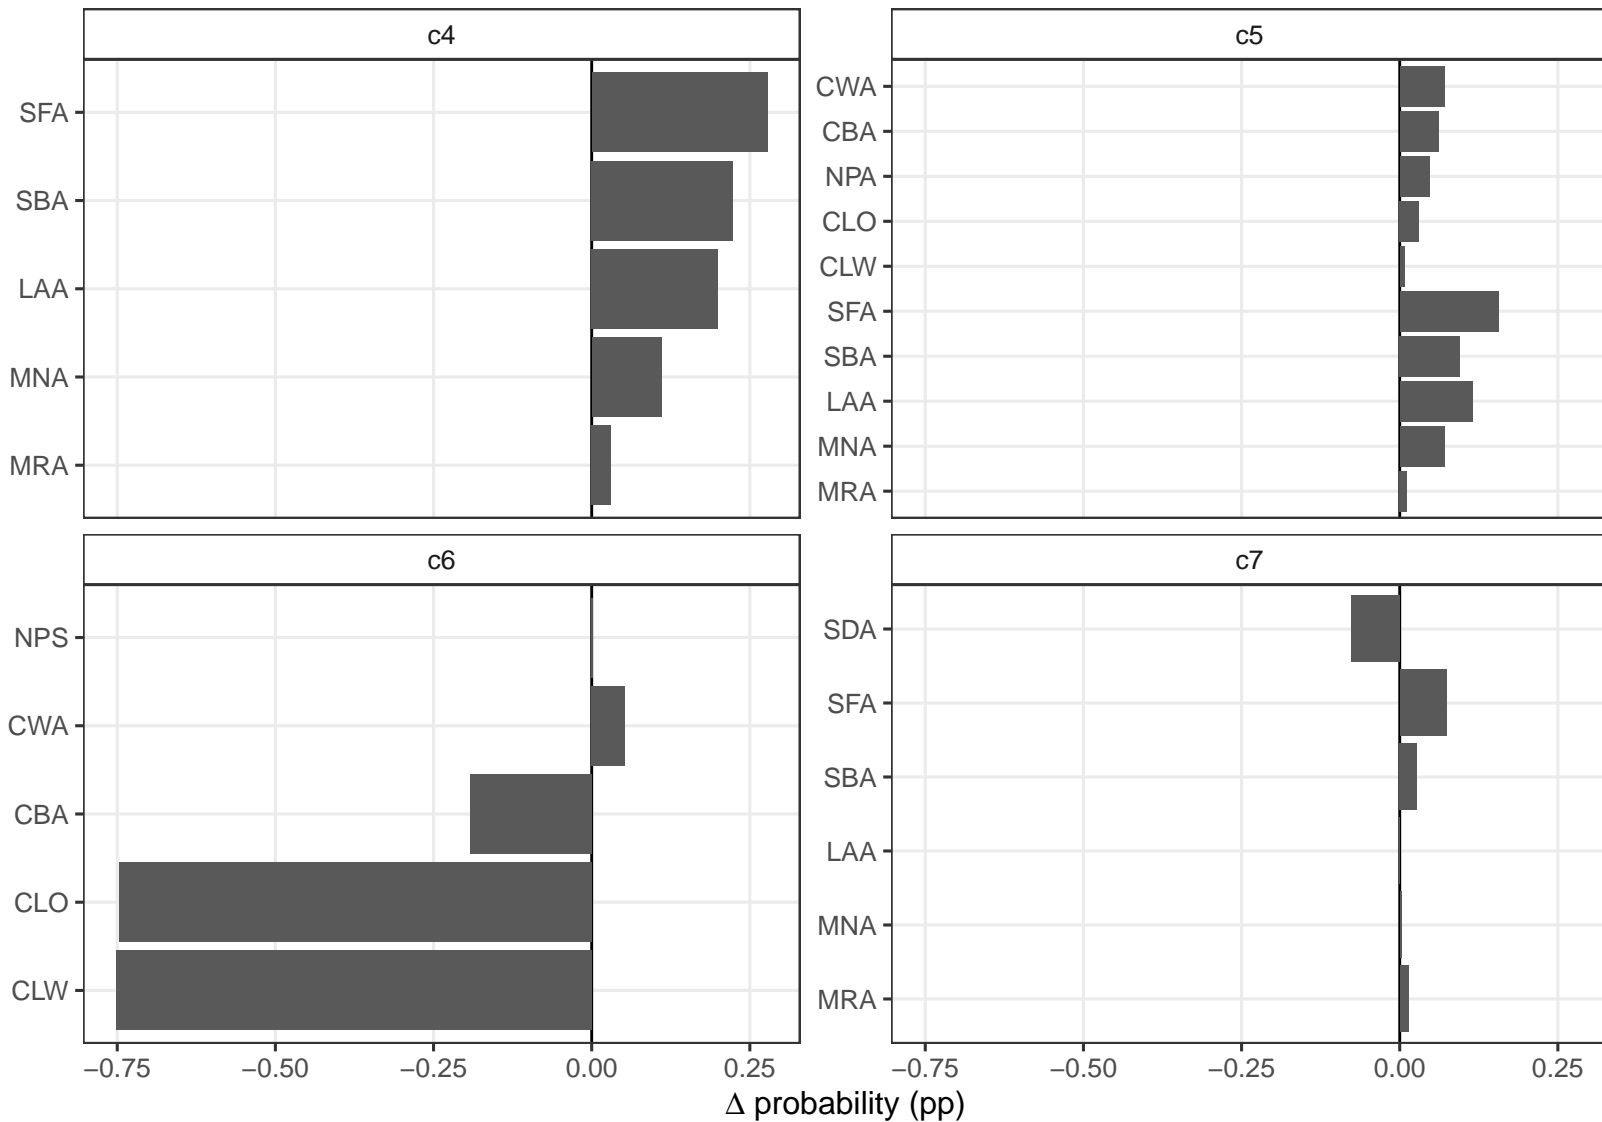 c4
SFA
SBA
LAA
MNA
MRA
c5
CWA
CBA
NPA
CLO
CLW
SFA
SBA
LAA
MNA
MRA
c6
NPS
CWA
CBA
CLO
CLW
−0.75 −0.50 −0.25 0.00 0.25
c7
SDA
SFA
SBA
LAA
MNA
MRA
−0.75 −0.50 −0.25 0.00 0.25
Δ probability (pp)